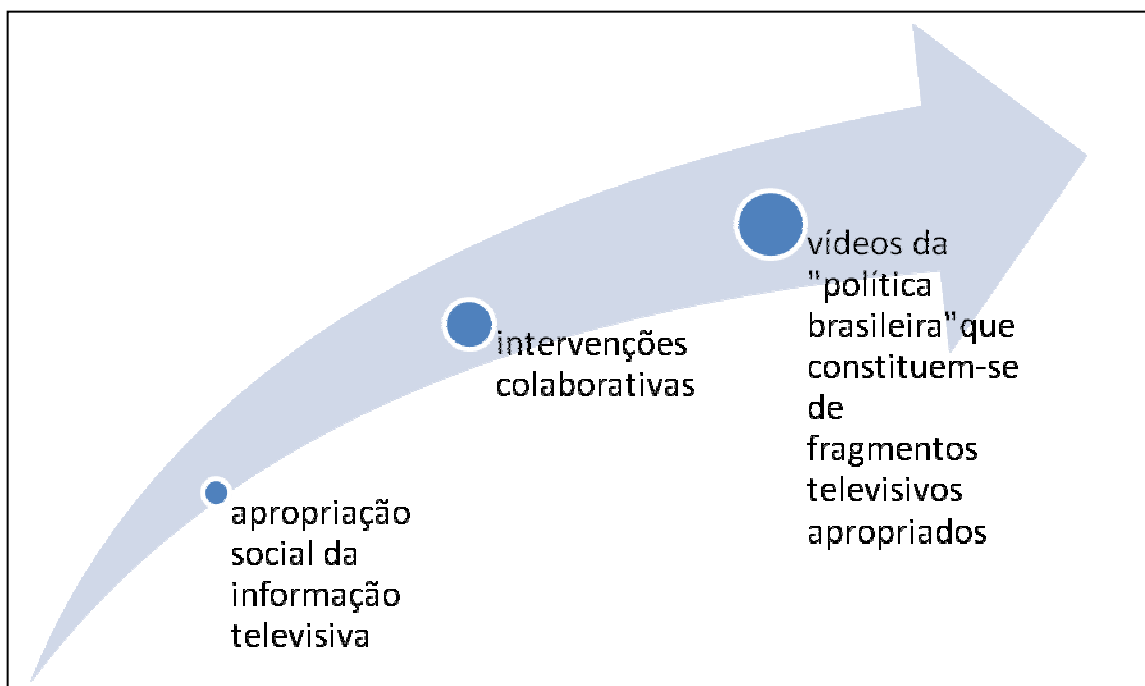 apropriação
social da
informação
televisiva
intervenções
colaborativas
vídeos da
"política
brasileira"que
constituem-se
de
fragmentos
televisivos
apropriados